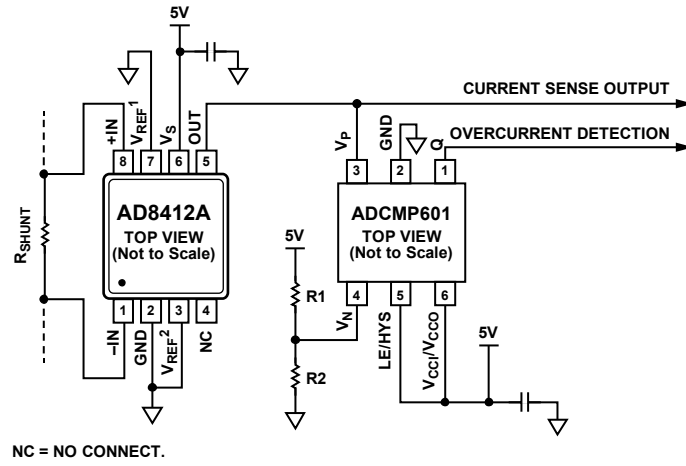 5V
CURRENT SENSE OUTPUT
OVERCURRENT DETECTION
+IN
VREF1
VS
OUT
VP
GND
Q
8 7 6 5
3 2 1
RSHUNT
AD8412A
TOP VIEW
(Not to Scale)
ADCMP601
TOP VIEW
(Not to Scale)
5V
1 2 3 4
4 5 6
R1
–IN
GND
VREF2
NC
VN
LE/HYS
VCCI/VCCO
5V
R2
NC = NO CONNECT.